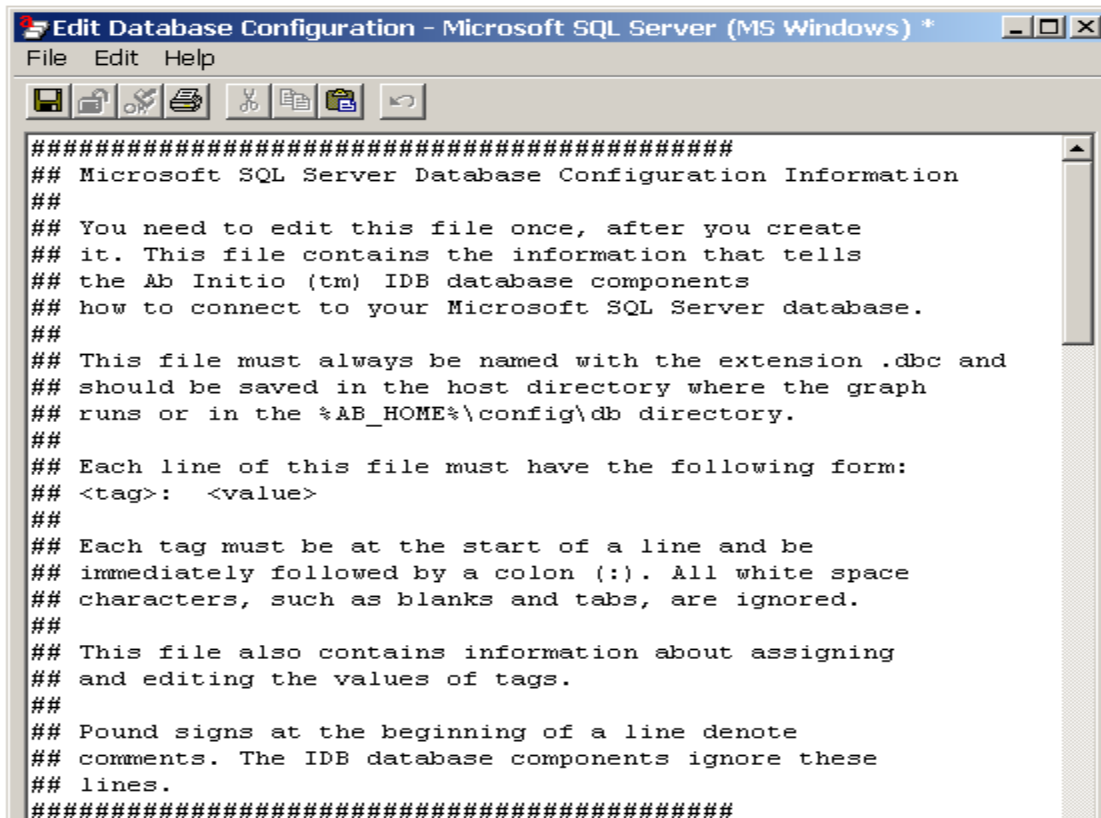 Edit Database Configuration - Microsoft SQL Server (MS Windows) *
File Edit Help
############################################
## Microsoft SQL Server Database Configuration Information
##
## You need to edit this file once, after you create
## it. This file contains the information that tells
## the Ab Initio (tm) IDB database components
## how to connect to your Microsoft SQL Server database.
##
## This file must always be named with the extension .dbc and
## should be saved in the host directory where the graph
## runs or in the %AB_HOME%\config\db directory.
##
## Each line of this file must have the following form:
## <tag>:  <value>
##
## Each tag must be at the start of a line and be
## immediately followed by a colon (:). All white space
## characters, such as blanks and tabs, are ignored.
##
## This file also contains information about assigning
## and editing the values of tags.
##
## Pound signs at the beginning of a line denote
## comments. The IDB database components ignore these
## lines.
############################################